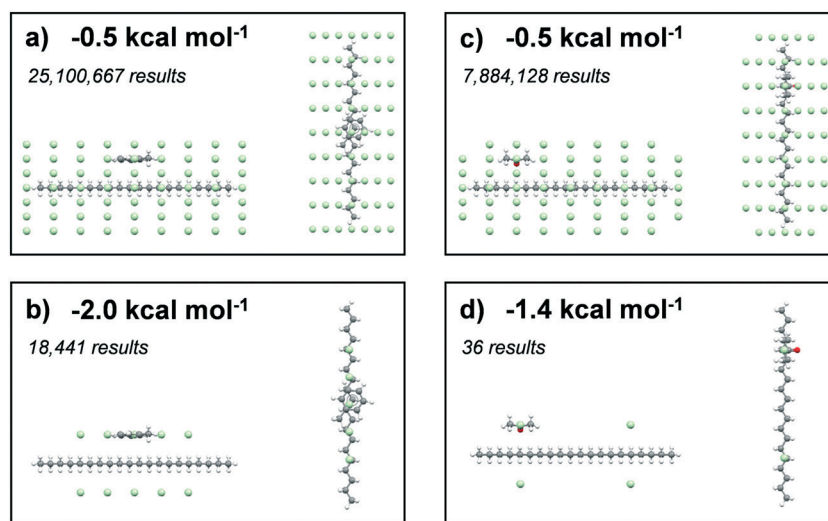 a) -0.5 kcal mol⁻¹
25,100,667 results
b) -2.0 kcal mol⁻¹
18,441 results
c) -0.5 kcal mol⁻¹
7,884,128 results
d) -1.4 kcal mol⁻¹
36 results